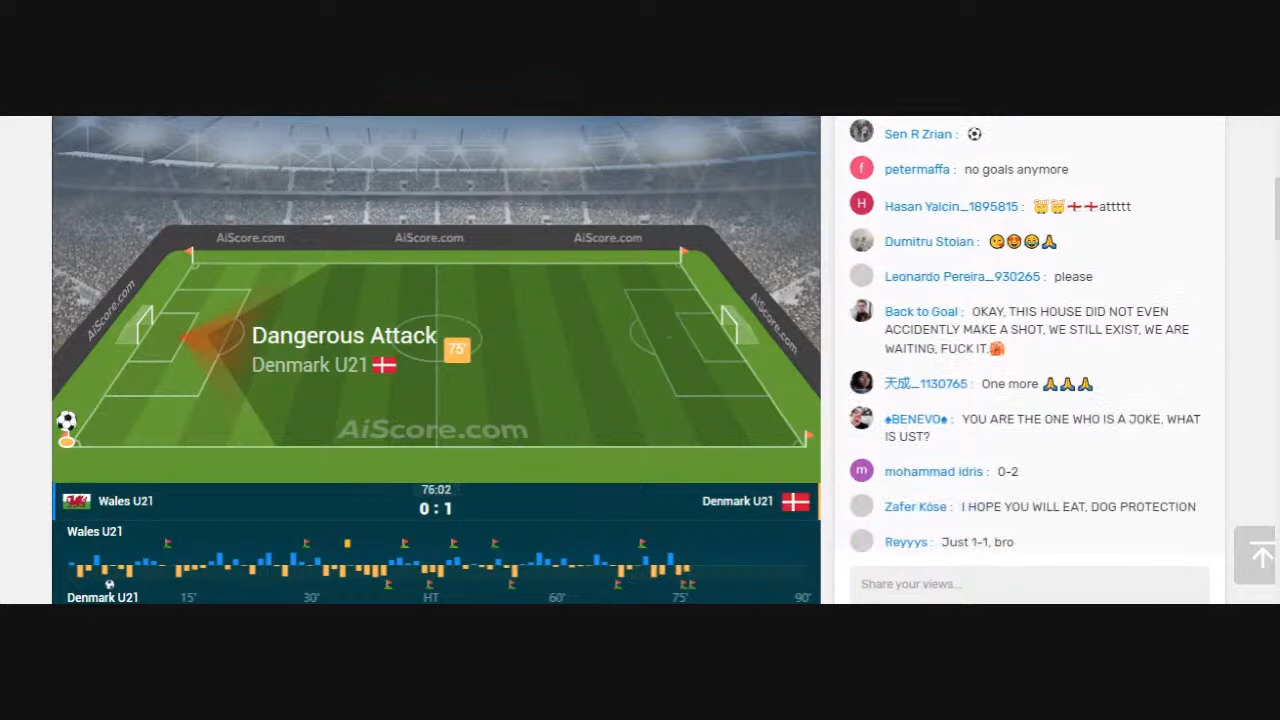 AiScore.com
AiScore.com
AiScore.com
AiScore.com
AiScore.com
Dangerous Attack
75'
Denmark U21
AiScore.com
Wales U21
76:02
0 : 1
Denmark U21
Wales U21
Denmark U21
15'
30'
HT
60'
75'
90'
Sen R Zrian : ⚽
petermaffa : no goals anymore
H
Hasan Yalcin_1895815 : attttt
Dumitru Stoian :
Leonardo Pereira_930265 : please
Back to Goal : OKAY, THIS HOUSE DID NOT EVEN
ACCIDENTLY MAKE A SHOT, WE STILL EXIST, WE ARE
WAITING, FUCK IT.
天成_1130765 : One more 🙏🙏🙏
♠BENEVO♠ : YOU ARE THE ONE WHO IS A JOKE, WHAT
IS UST?
m
mohammad idris : 0-2
Zafer Köse : I HOPE YOU WILL EAT, DOG PROTECTION
Reyyys : Just 1-1, bro
Share your views...